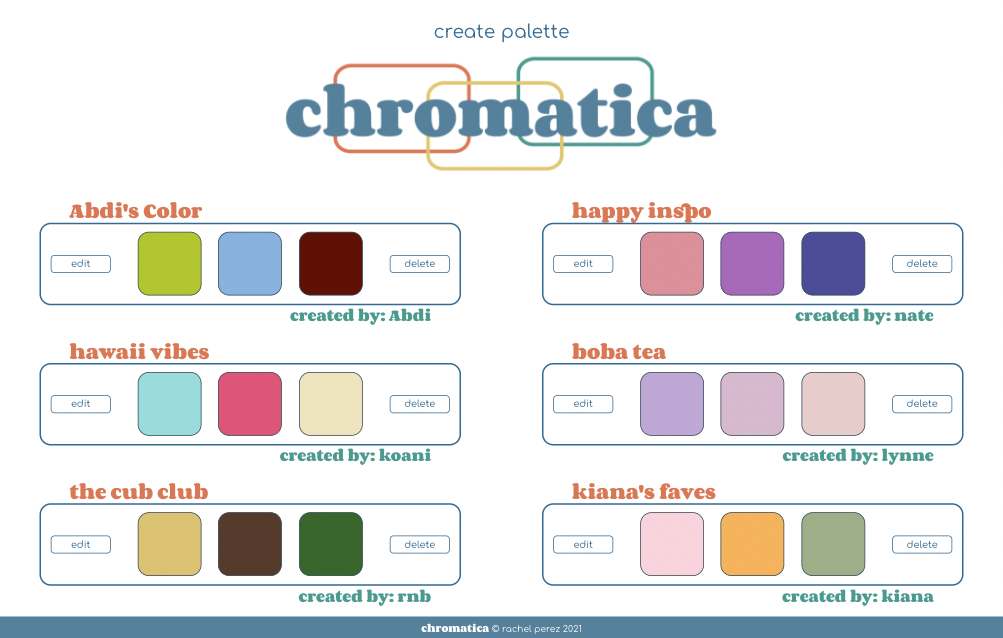 create palette
chromatica
Abdi's Color
edit
delete
created by: Abdi
happy inspo
edit
delete
created by: nate
hawaii vibes
edit
delete
created by: koani
boba tea
edit
delete
created by: lynne
the cub club
edit
delete
created by: rnb
kiana's faves
edit
delete
created by: kiana
chromatica © rachel perez 2021